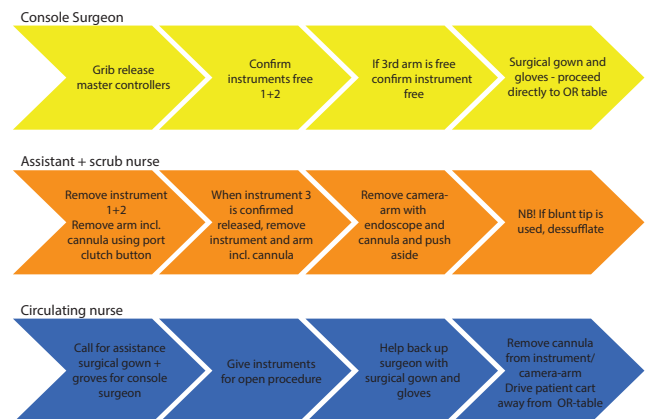 Console Surgeon
Grib release
master controllers
Confirm
instruments free
1+2
If 3rd arm is free
confirm instrument
free
Surgical gown and
gloves - proceed
directly to OR table
Assistant + scrub nurse
Remove instrument
1+2
Remove arm incl.
cannula using port
clutch button
When instrument 3
is confirmed
released, remove
instrument and arm
incl. cannula
Remove camera-
arm with
endoscope and
cannula and push
aside
NB! If blunt tip is
used, dessufflate
Circulating nurse
Call for assistance
surgical gown +
groves for console
surgeon
Give instruments
for open procedure
Help back up
surgeon with
surgical gown and
gloves
Remove cannula
from instrument/
camera-arm
Drive patient cart
away from OR-table